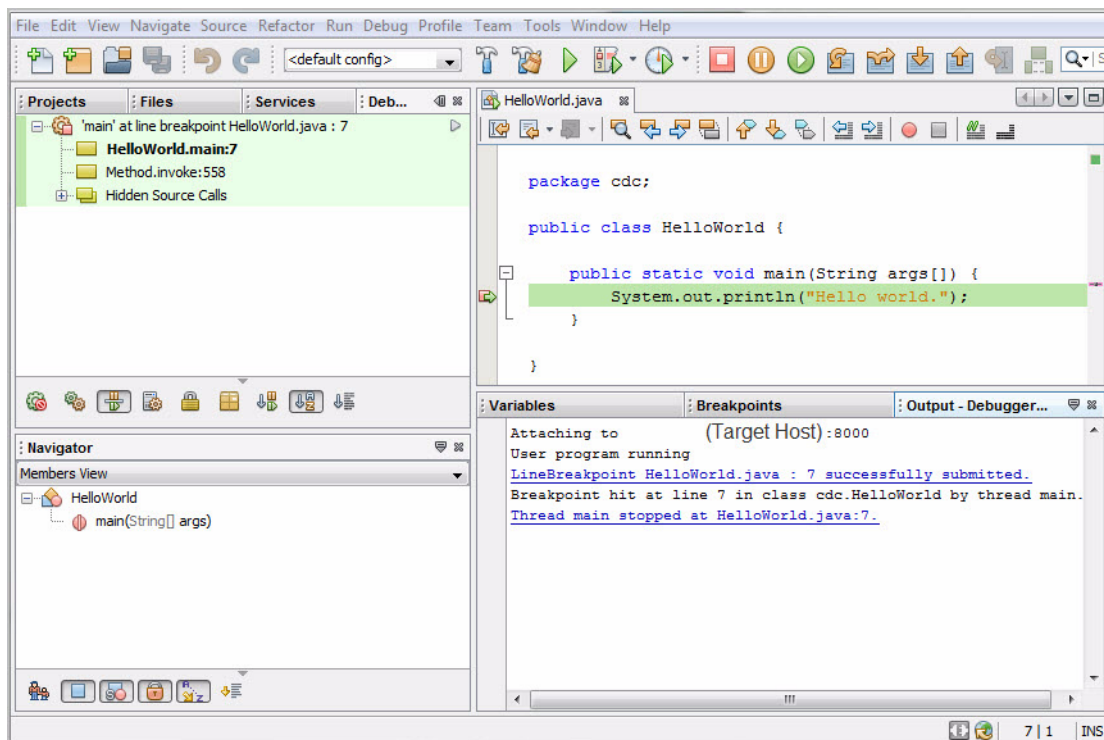 File Edit View Navigate Source Refactor Run Debug Profile Team Tools Window Help
<default config>
Projects Files Services Deb...
'main' at line breakpoint HelloWorld.java : 7
HelloWorld.main:7
Method.invoke:558
Hidden Source Calls
Navigator
Members View
HelloWorld
main(String[] args)
HelloWorld.java
package cdc;
public class HelloWorld {
public static void main(String args[]) {
System.out.println("Hello world.");
}
}
Variables Breakpoints Output - Debugger...
Attaching to (Target Host) :8000
User program running
LineBreakpoint HelloWorld.java : 7 successfully submitted.
Breakpoint hit at line 7 in class cdc.HelloWorld by thread main.
Thread main stopped at HelloWorld.java:7.
7 | 1 INS